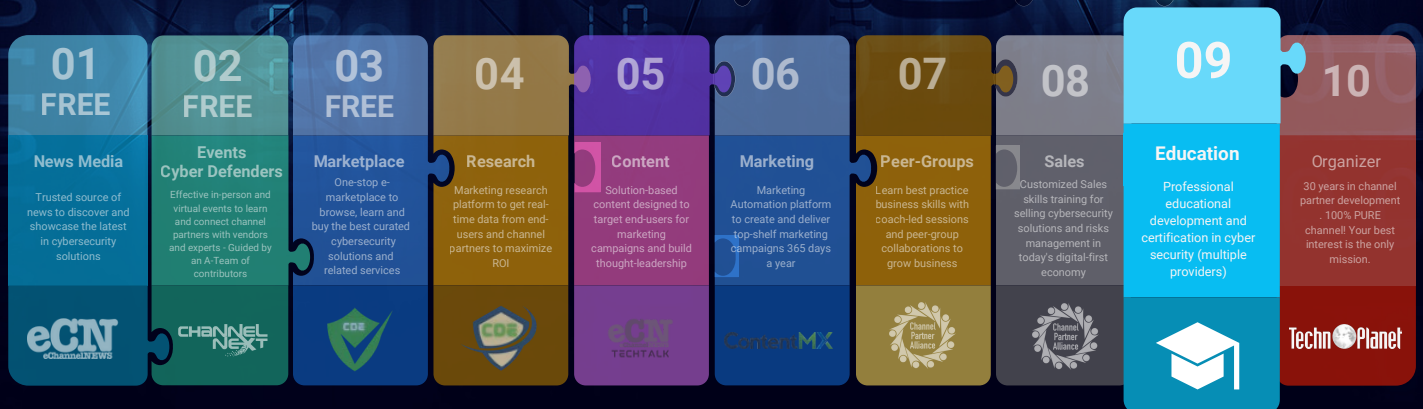 01
FREE
News Media
Trusted source of
news to discover and
showcase the latest
in cybersecurity
solutions
eCN
eChannelNEWS
02
FREE
Events
Cyber Defenders
Effective in-person and
virtual events to learn
and connect channel
partners with vendors
and experts - Guided by
an A-Team of
contributors
CHANNEL
NEXT
03
FREE
Marketplace
One-stop e-
marketplace to
browse, learn and
buy the best curated
cybersecurity
solutions and
related services
CDE
04
Research
Marketing research
platform to get real-
time data from end-
users and channel
partners to maximize
ROI
CDE
05
Content
Solution-based
content designed to
target end-users for
marketing
campaigns and build
thought-leadership
eCN
TECHTALK
06
Marketing
Marketing
Automation platform
to create and deliver
top-shelf marketing
campaigns 365 days
a year
ContentMX
07
Peer-Groups
Learn best practice
business skills with
coach-led sessions
and peer-group
collaborations to
grow business
Channel
Partner
Alliance
08
Sales
Customized Sales
skills training for
selling cybersecurity
solutions and risks
management in
today's digital-first
economy
Channel
Partner
Alliance
09
Education
Professional
educational
development and
certification in cyber
security (multiple
providers)
10
Organizer
30 years in channel
partner development
. 100% PURE
channel! Your best
interest is the only
mission.
TechnoPlanet